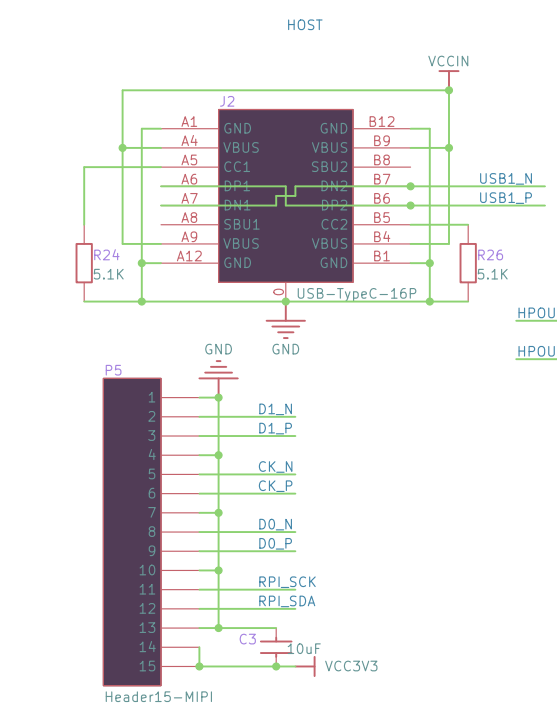 HOST
VCCIN
J2
A1 GND GND B12
A4 VBUS VBUS B9
A5 CC1 SBU2 B8
A6 DP1 DN2 B7 USB1_N
A7 DN1 DP2 B6 USB1_P
A8 SBU1 CC2 B5
A9 VBUS VBUS B4
A12 GND GND B1
R24
5.1K
R26
5.1K
0
USB-TypeC-16P
GND
HPOU
HPOU
GND
P5
1
2 D1_N
3 D1_P
4
5 CK_N
6 CK_P
7
8 D0_N
9 D0_P
10
11 RPI_SCK
12 RPI_SDA
13
C3
10uF
14
15 VCC3V3
Header15-MIPI